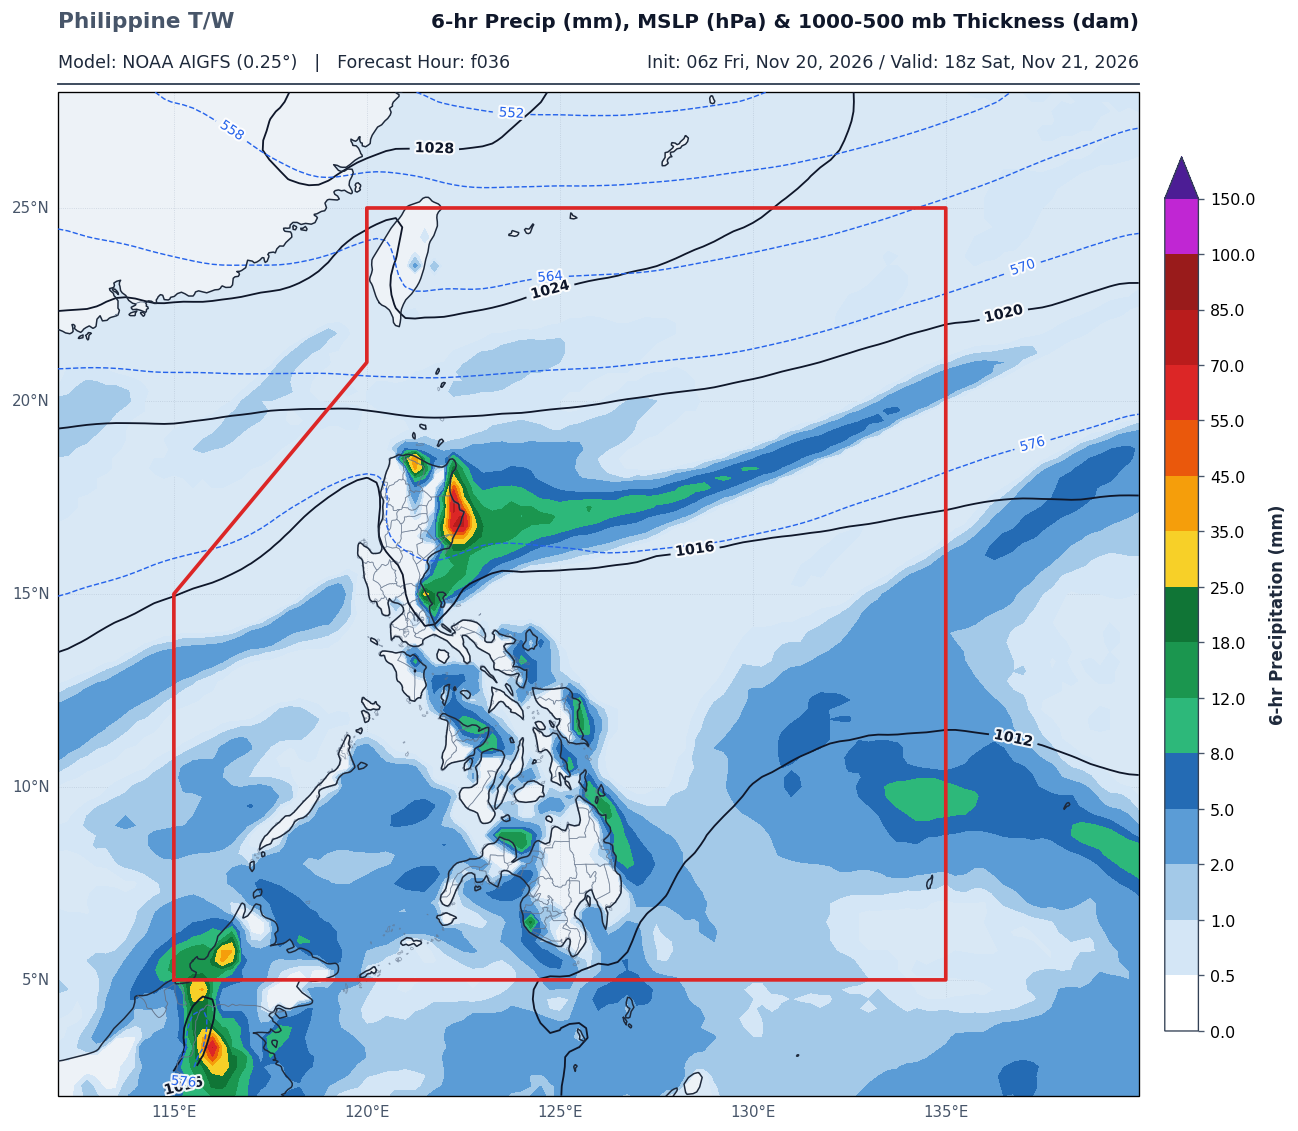 Philippine T/W
6-hr Precip (mm), MSLP (hPa) & 1000-500 mb Thickness (dam)
Model: NOAA AIGFS (0.25°) | Forecast Hour: f036
Init: 06z Fri, Nov 20, 2026 / Valid: 18z Sat, Nov 21, 2026
552
558
1028
25°N
564
570
1024
1020
20°N
576
1016
15°N
1012
10°N
5°N
576
115°E
120°E
125°E
130°E
135°E
150.0
100.0
85.0
70.0
55.0
45.0
35.0
25.0
18.0
12.0
8.0
5.0
2.0
1.0
0.5
0.0
6-hr Precipitation (mm)